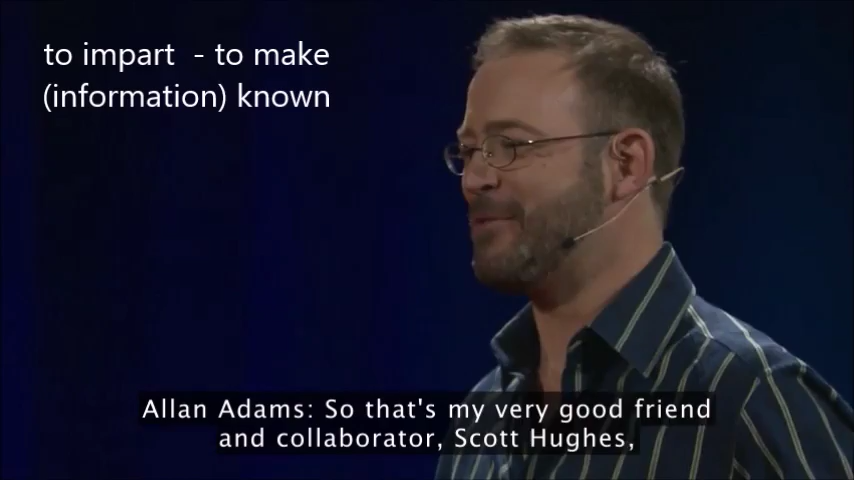 to impart - to make
(information) known
Allan Adams: So that's my very good friend
and collaborator, Scott Hughes,